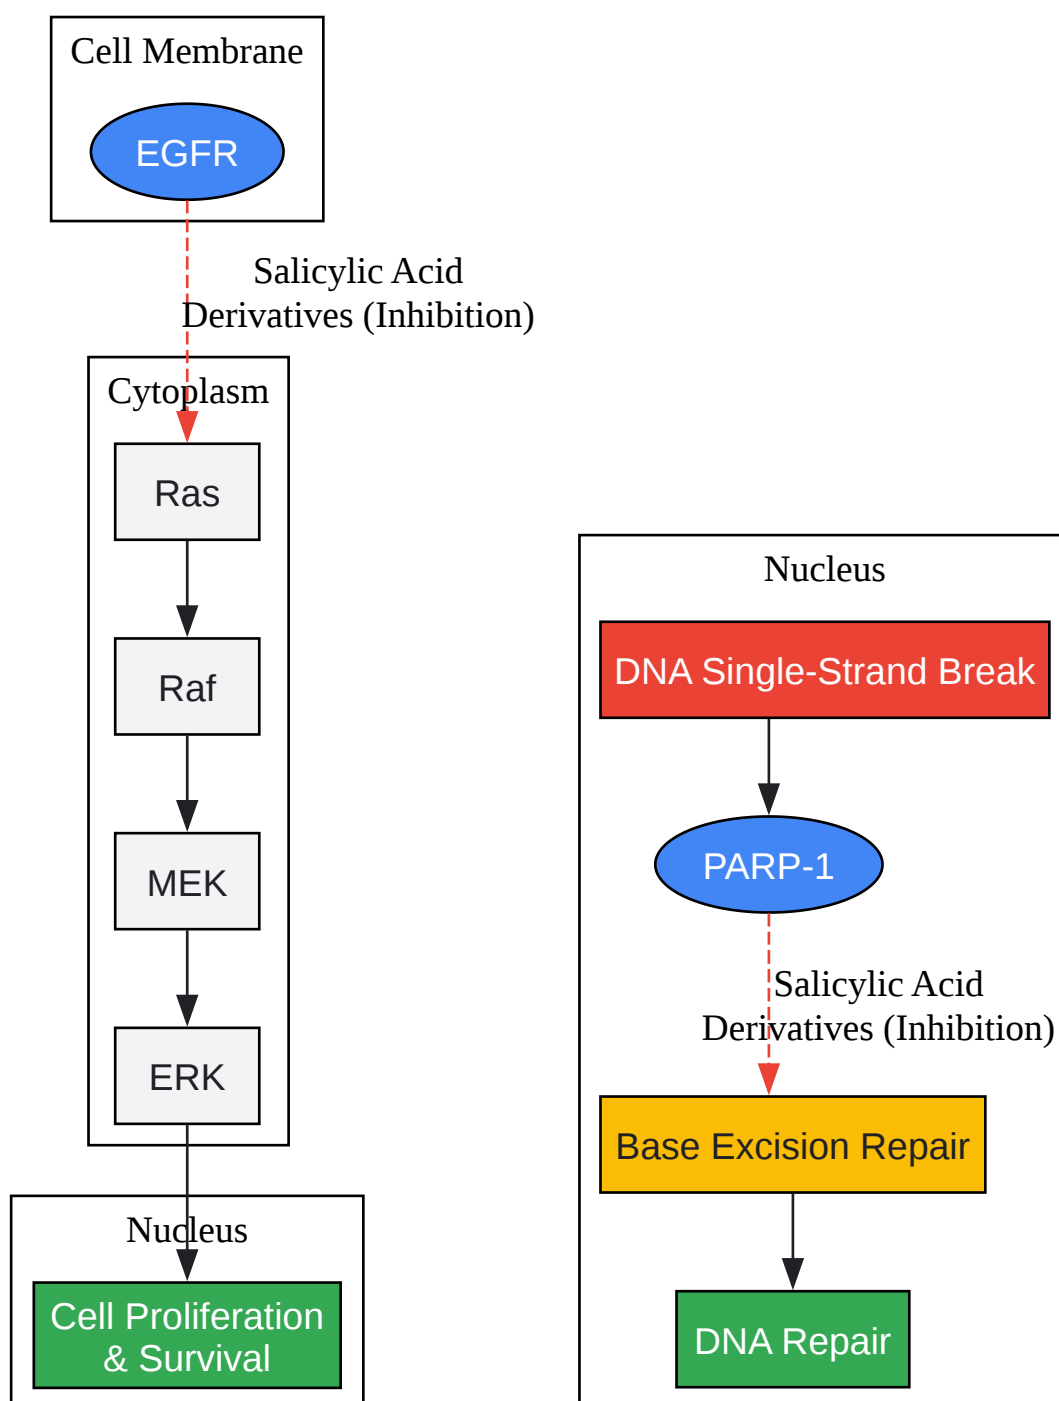 Cell Membrane
EGFR
Salicylic Acid
Derivatives (Inhibition)
Cytoplasm
Ras
Raf
MEK
ERK
Nucleus
Cell Proliferation
& Survival
Nucleus
DNA Single-Strand Break
PARP-1
Salicylic Acid
Derivatives (Inhibition)
Base Excision Repair
DNA Repair